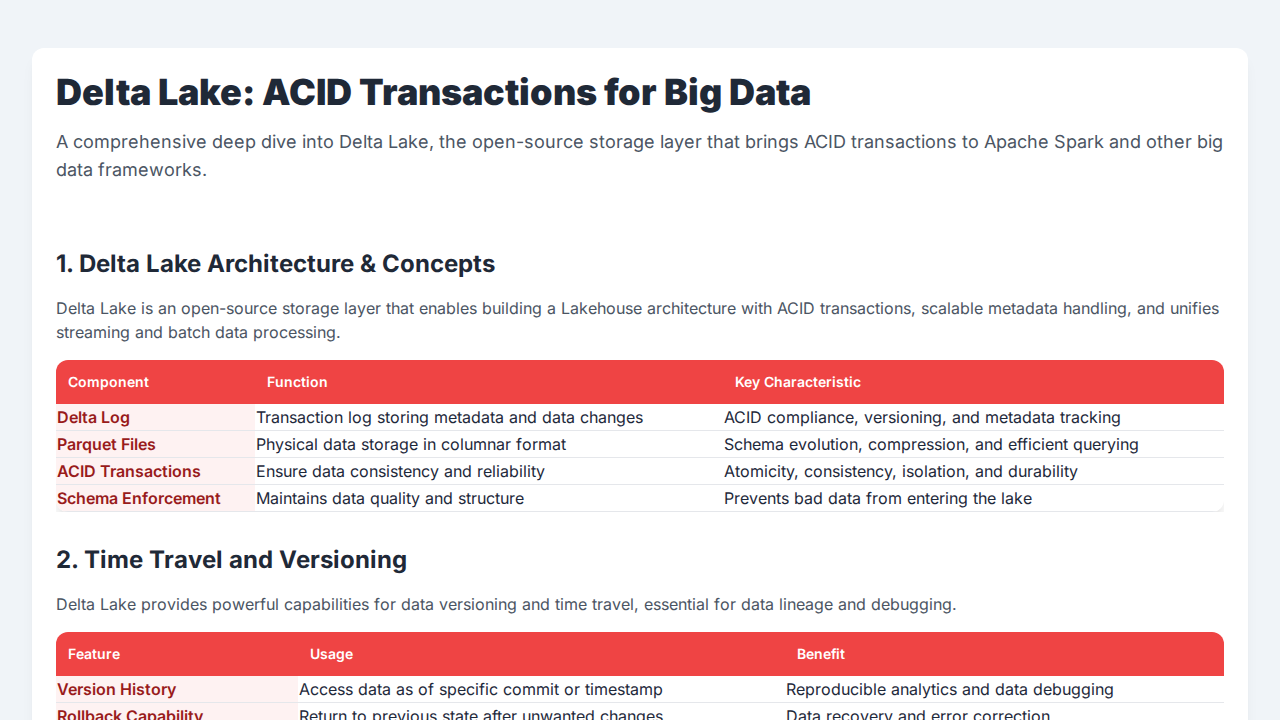 Delta Lake: ACID Transactions for Big Data
A comprehensive deep dive into Delta Lake, the open-source storage layer that brings ACID transactions to Apache Spark and other big
data frameworks.
1. Delta Lake Architecture & Concepts
Delta Lake is an open-source storage layer that enables building a Lakehouse architecture with ACID transactions, scalable metadata handling, and unifies
streaming and batch data processing.
Component Function Key Characteristic
Delta Log Transaction log storing metadata and data changes ACID compliance, versioning, and metadata tracking
Parquet Files Physical data storage in columnar format Schema evolution, compression, and efficient querying
ACID Transactions Ensure data consistency and reliability Atomicity, consistency, isolation, and durability
Schema Enforcement Maintains data quality and structure Prevents bad data from entering the lake
2. Time Travel and Versioning
Delta Lake provides powerful capabilities for data versioning and time travel, essential for data lineage and debugging.
Feature Usage Benefit
Version History Access data as of specific commit or timestamp Reproducible analytics and data debugging
Rollback Capability Return to previous state after unwanted changes Data recovery and error correction